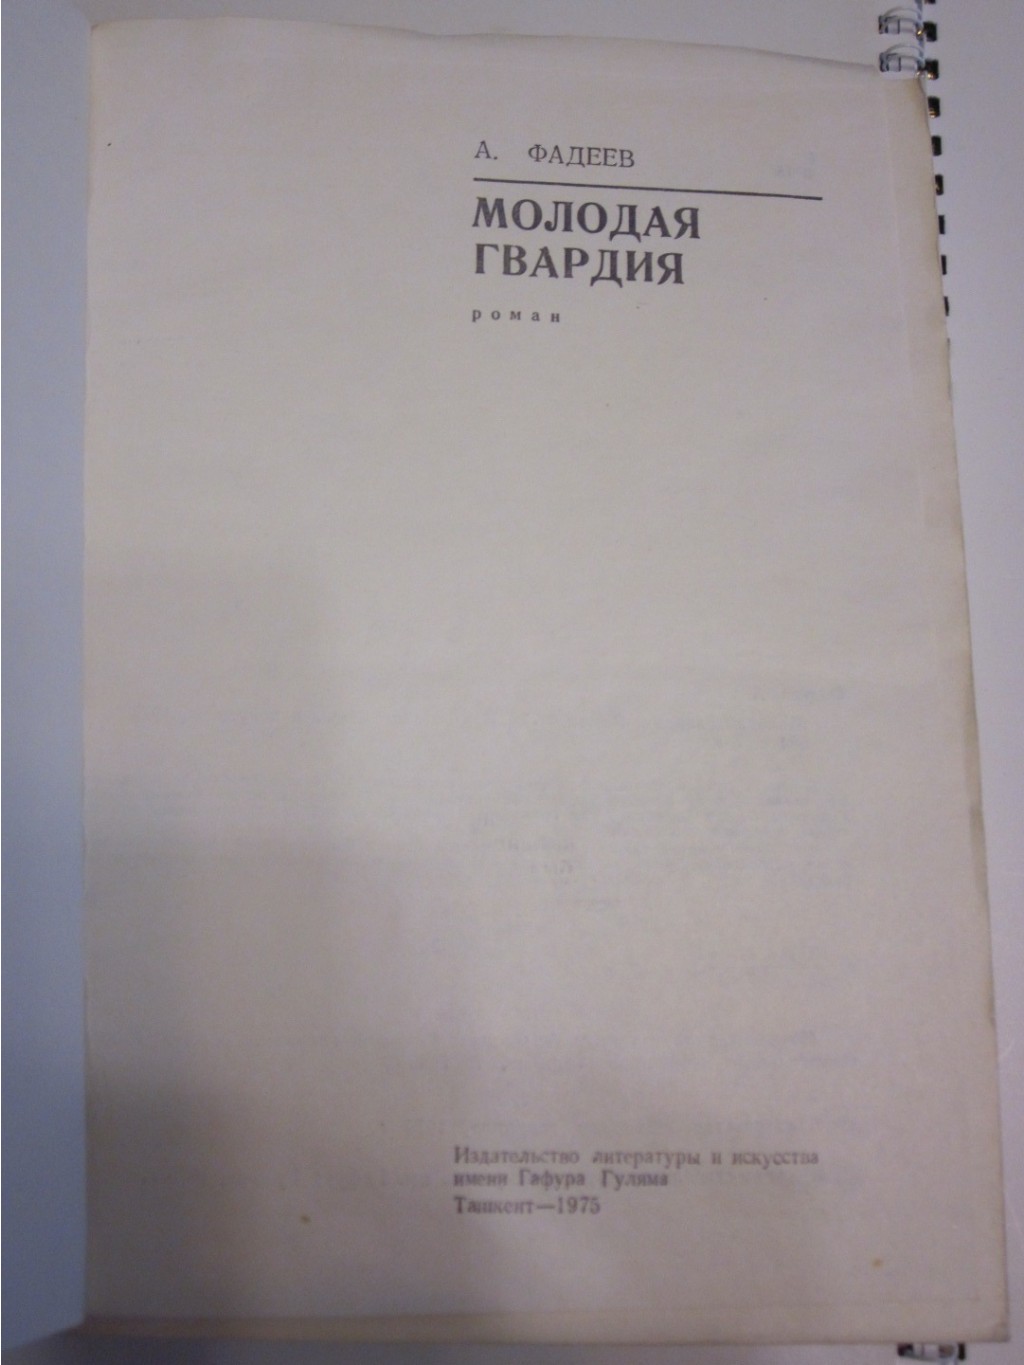 А. ФАДЕЕВ
МОЛОДАЯ
ГВАРДИЯ
роман
Издательство литературы и искусства
имени Гафура Гуляма
Ташкент—1975